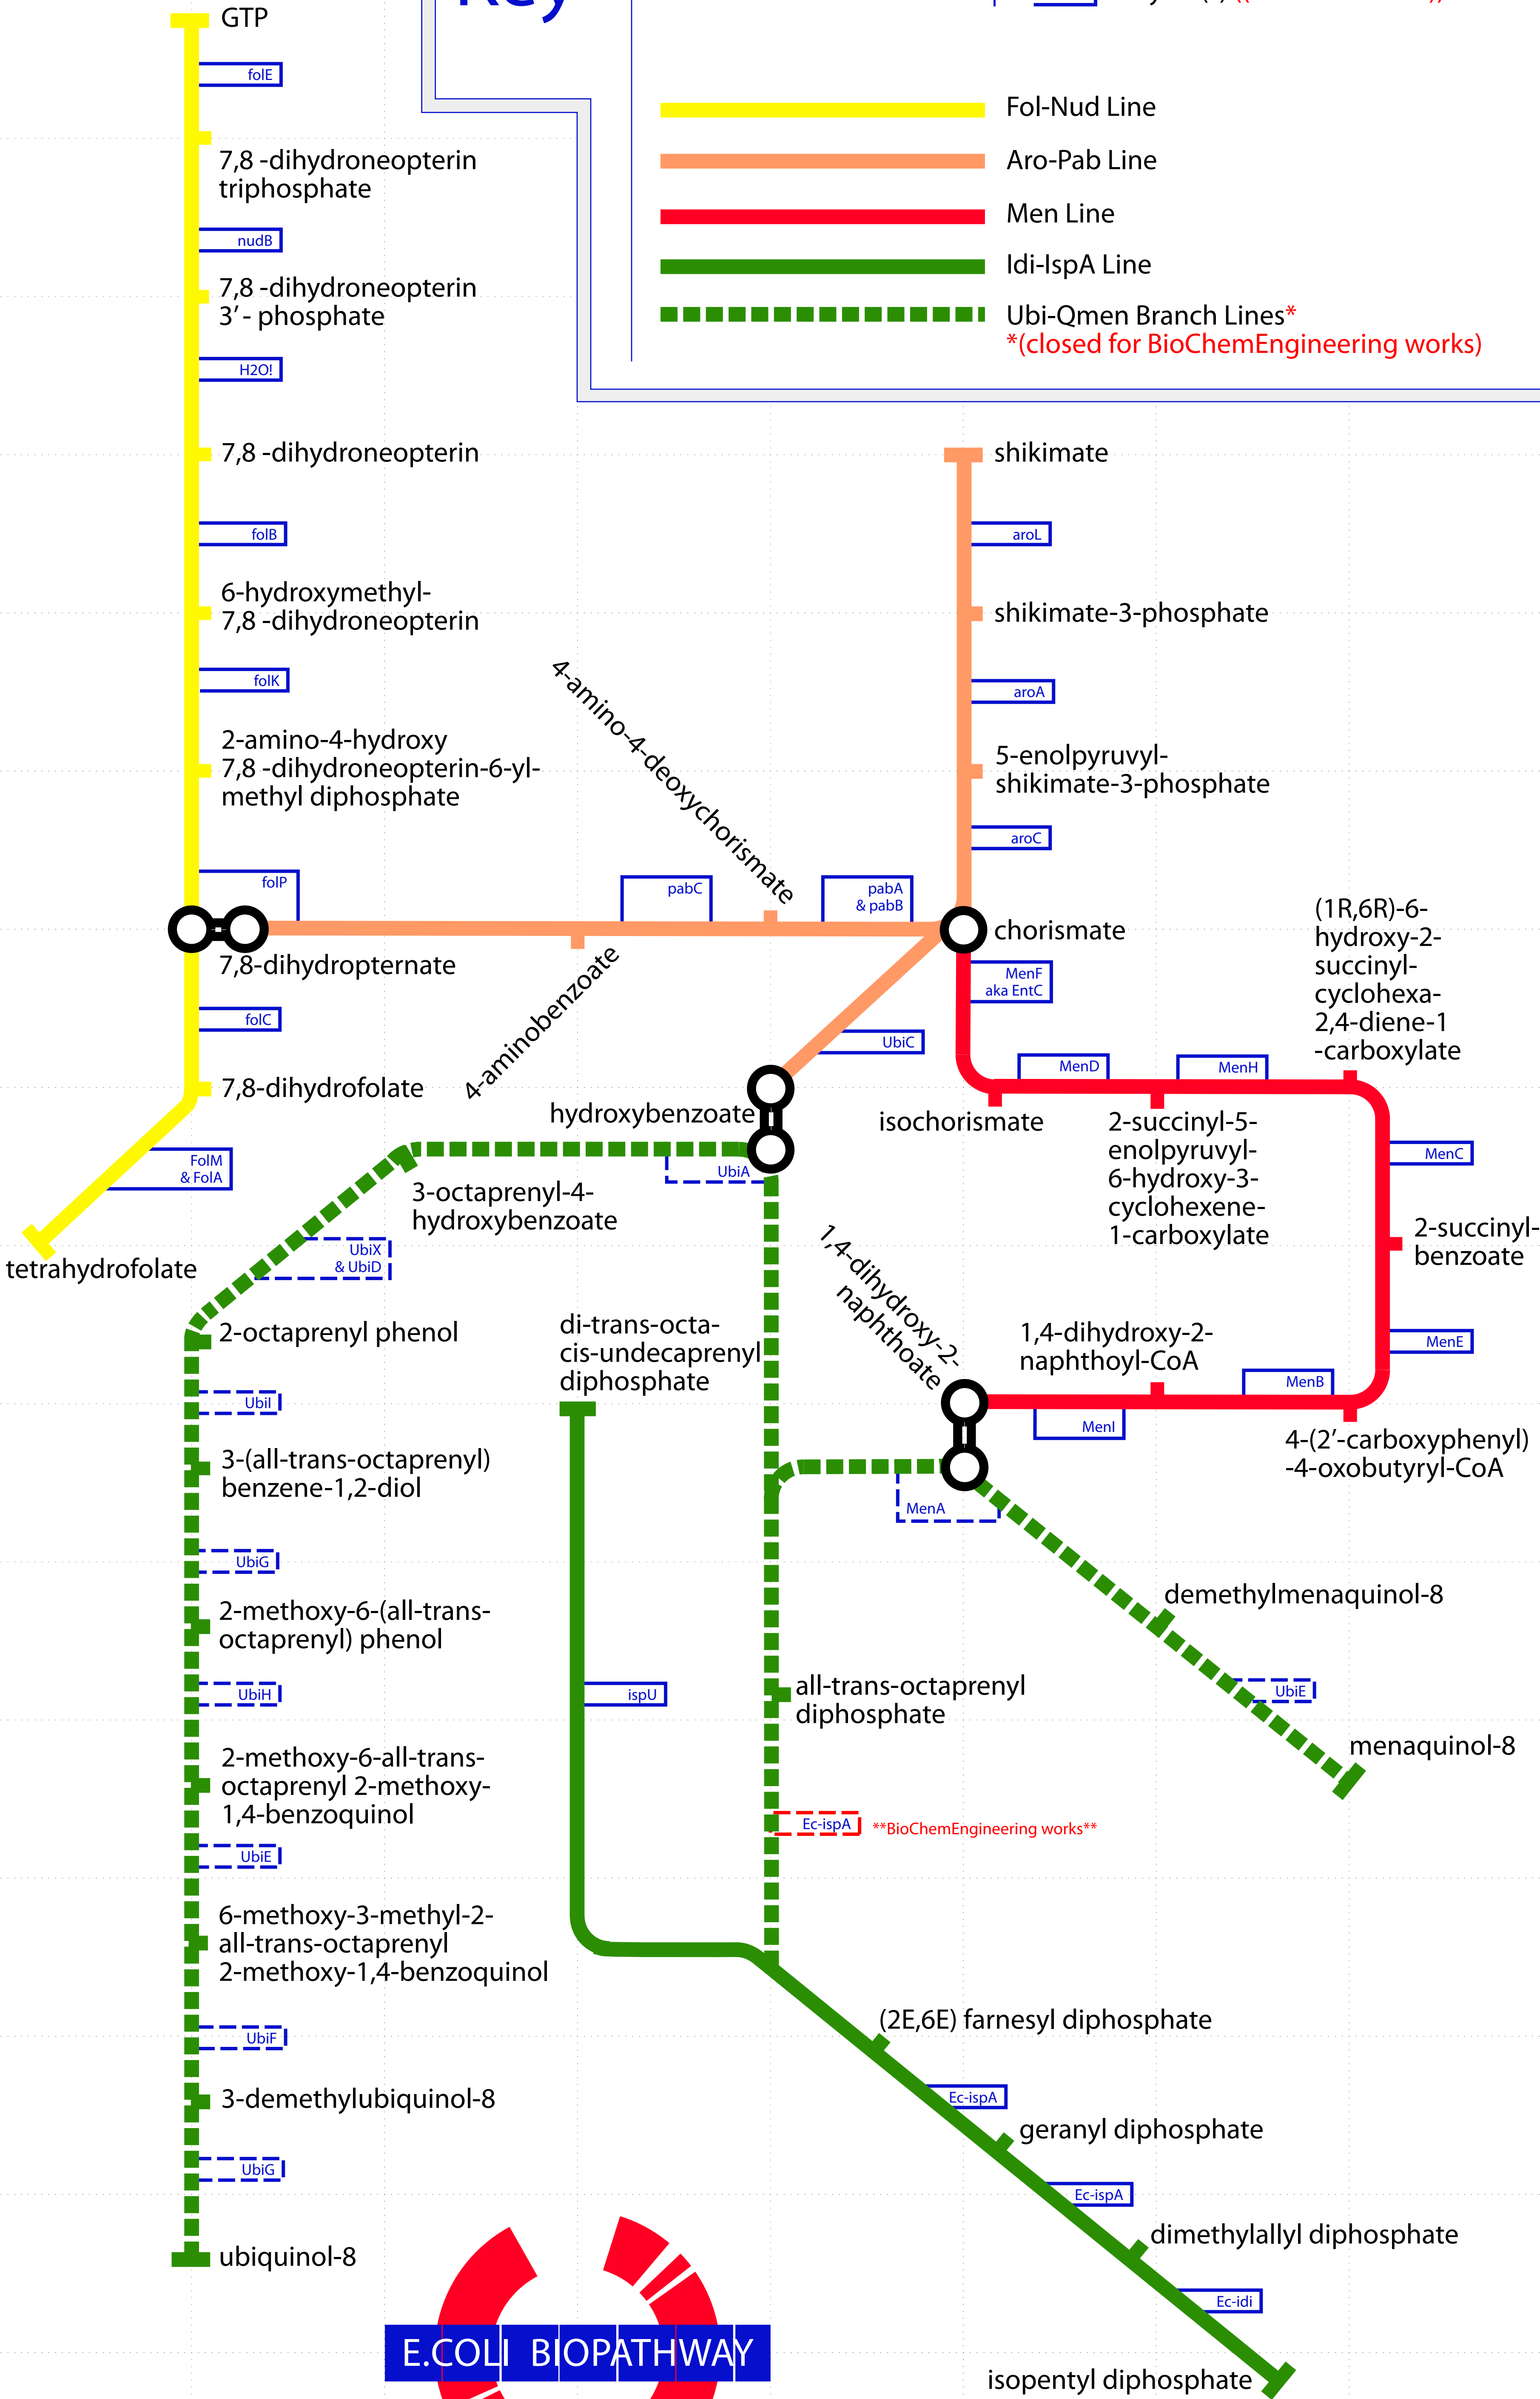 GTP
folE
7,8 -dihydroneopterin
triphosphate
nudB
7,8 -dihydroneopterin
3’ - phosphate
H2O!
7,8 -dihydroneopterin
folB
6-hydroxymethyl-
7,8 -dihydroneopterin
folK
2-amino-4-hydroxy
7,8 -dihydroneopterin-6-yl-
methyl diphosphate
folP
7,8-dihydropternate
folC
7,8-dihydrofolate
FolM
& FolA
tetrahydrofolate
Key
Fol-Nud Line
Aro-Pab Line
Men Line
Idi-IspA Line
Ubi-Qmen Branch Lines*
*(closed for BioChemEngineering works)
shikimate
aroL
shikimate-3-phosphate
aroA
5-enolpyruvyl-
shikimate-3-phosphate
aroC
chorismate
pabA
& pabB
4-amino-4-deoxychorismate
pabC
4-aminobenzoate
UbiC
hydroxybenzoate
MenF
aka EntC
isochorismate
MenD
2-succinyl-5-
enolpyruvyl-
6-hydroxy-3-
cyclohexene-
1-carboxylate
MenH
(1R,6R)-6-
hydroxy-2-
succinyl-
cyclohexa-
2,4-diene-1
-carboxylate
MenC
2-succinyl-
benzoate
MenE
4-(2’-carboxyphenyl)
-4-oxobutyryl-CoA
MenB
1,4-dihydroxy-2-
naphthoyl-CoA
MenI
1,4-dihydroxy-2-
naphthoate
MenA
demethylmenaquinol-8
UbiE
menaquinol-8
UbiA
3-octaprenyl-4-
hydroxybenzoate
UbiX
& UbiD
2-octaprenyl phenol
UbiI
3-(all-trans-octaprenyl)
benzene-1,2-diol
UbiG
2-methoxy-6-(all-trans-
octaprenyl) phenol
UbiH
2-methoxy-6-all-trans-
octaprenyl 2-methoxy-
1,4-benzoquinol
UbiE
6-methoxy-3-methyl-2-
all-trans-octaprenyl
2-methoxy-1,4-benzoquinol
UbiF
3-demethylubiquinol-8
UbiG
ubiquinol-8
di-trans-octa-
cis-undecaprenyl
diphosphate
ispU
all-trans-octaprenyl
diphosphate
Ec-ispA
**BioChemEngineering works**
(2E,6E) farnesyl diphosphate
Ec-ispA
geranyl diphosphate
Ec-ispA
dimethylallyl diphosphate
Ec-idi
isopentyl diphosphate
E.COLI BIOPATHWAY